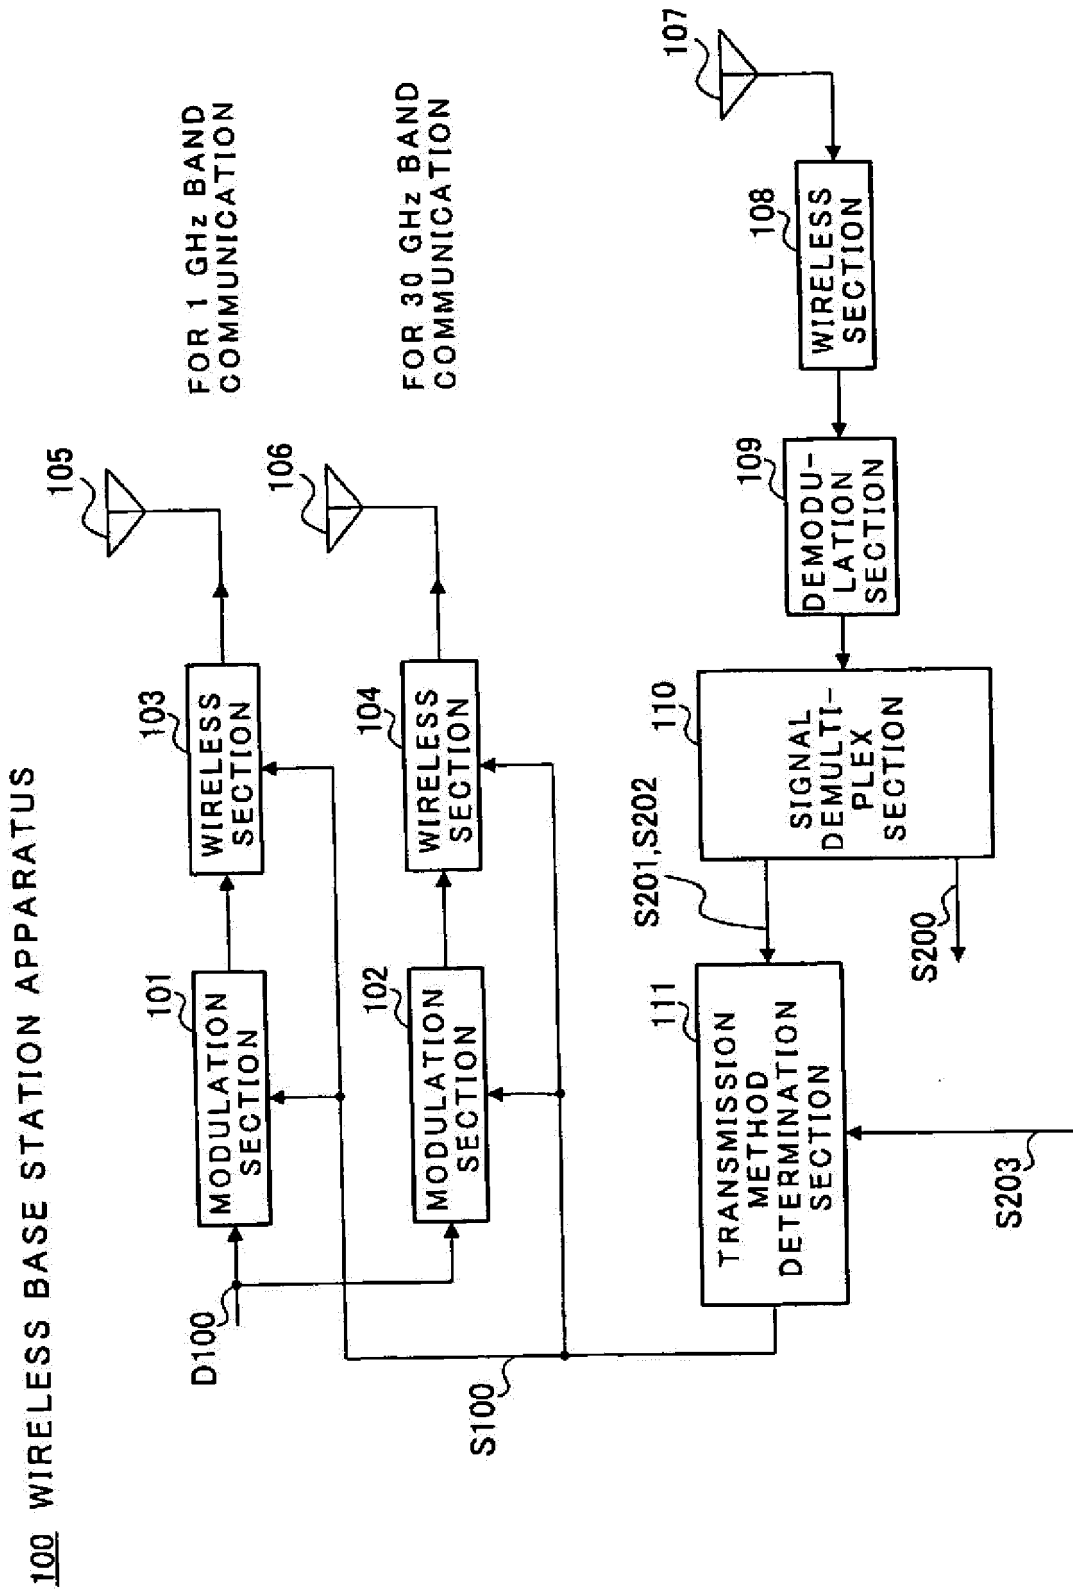 100 WIRELESS BASE STATION APPARATUS
D100
101
MODULATION
SECTION
103
WIRELESS
SECTION
105
FOR 1 GHz BAND
COMMUNICATION
102
MODULATION
SECTION
104
WIRELESS
SECTION
106
FOR 30 GHz BAND
COMMUNICATION
S100
111
TRANSMISSION
METHOD
DETERMINATION
SECTION
S203
S201,S202
S200
110
SIGNAL
DEMULTI-
PLEX
SECTION
109
DEMODU-
LATION
SECTION
108
WIRELESS
SECTION
107